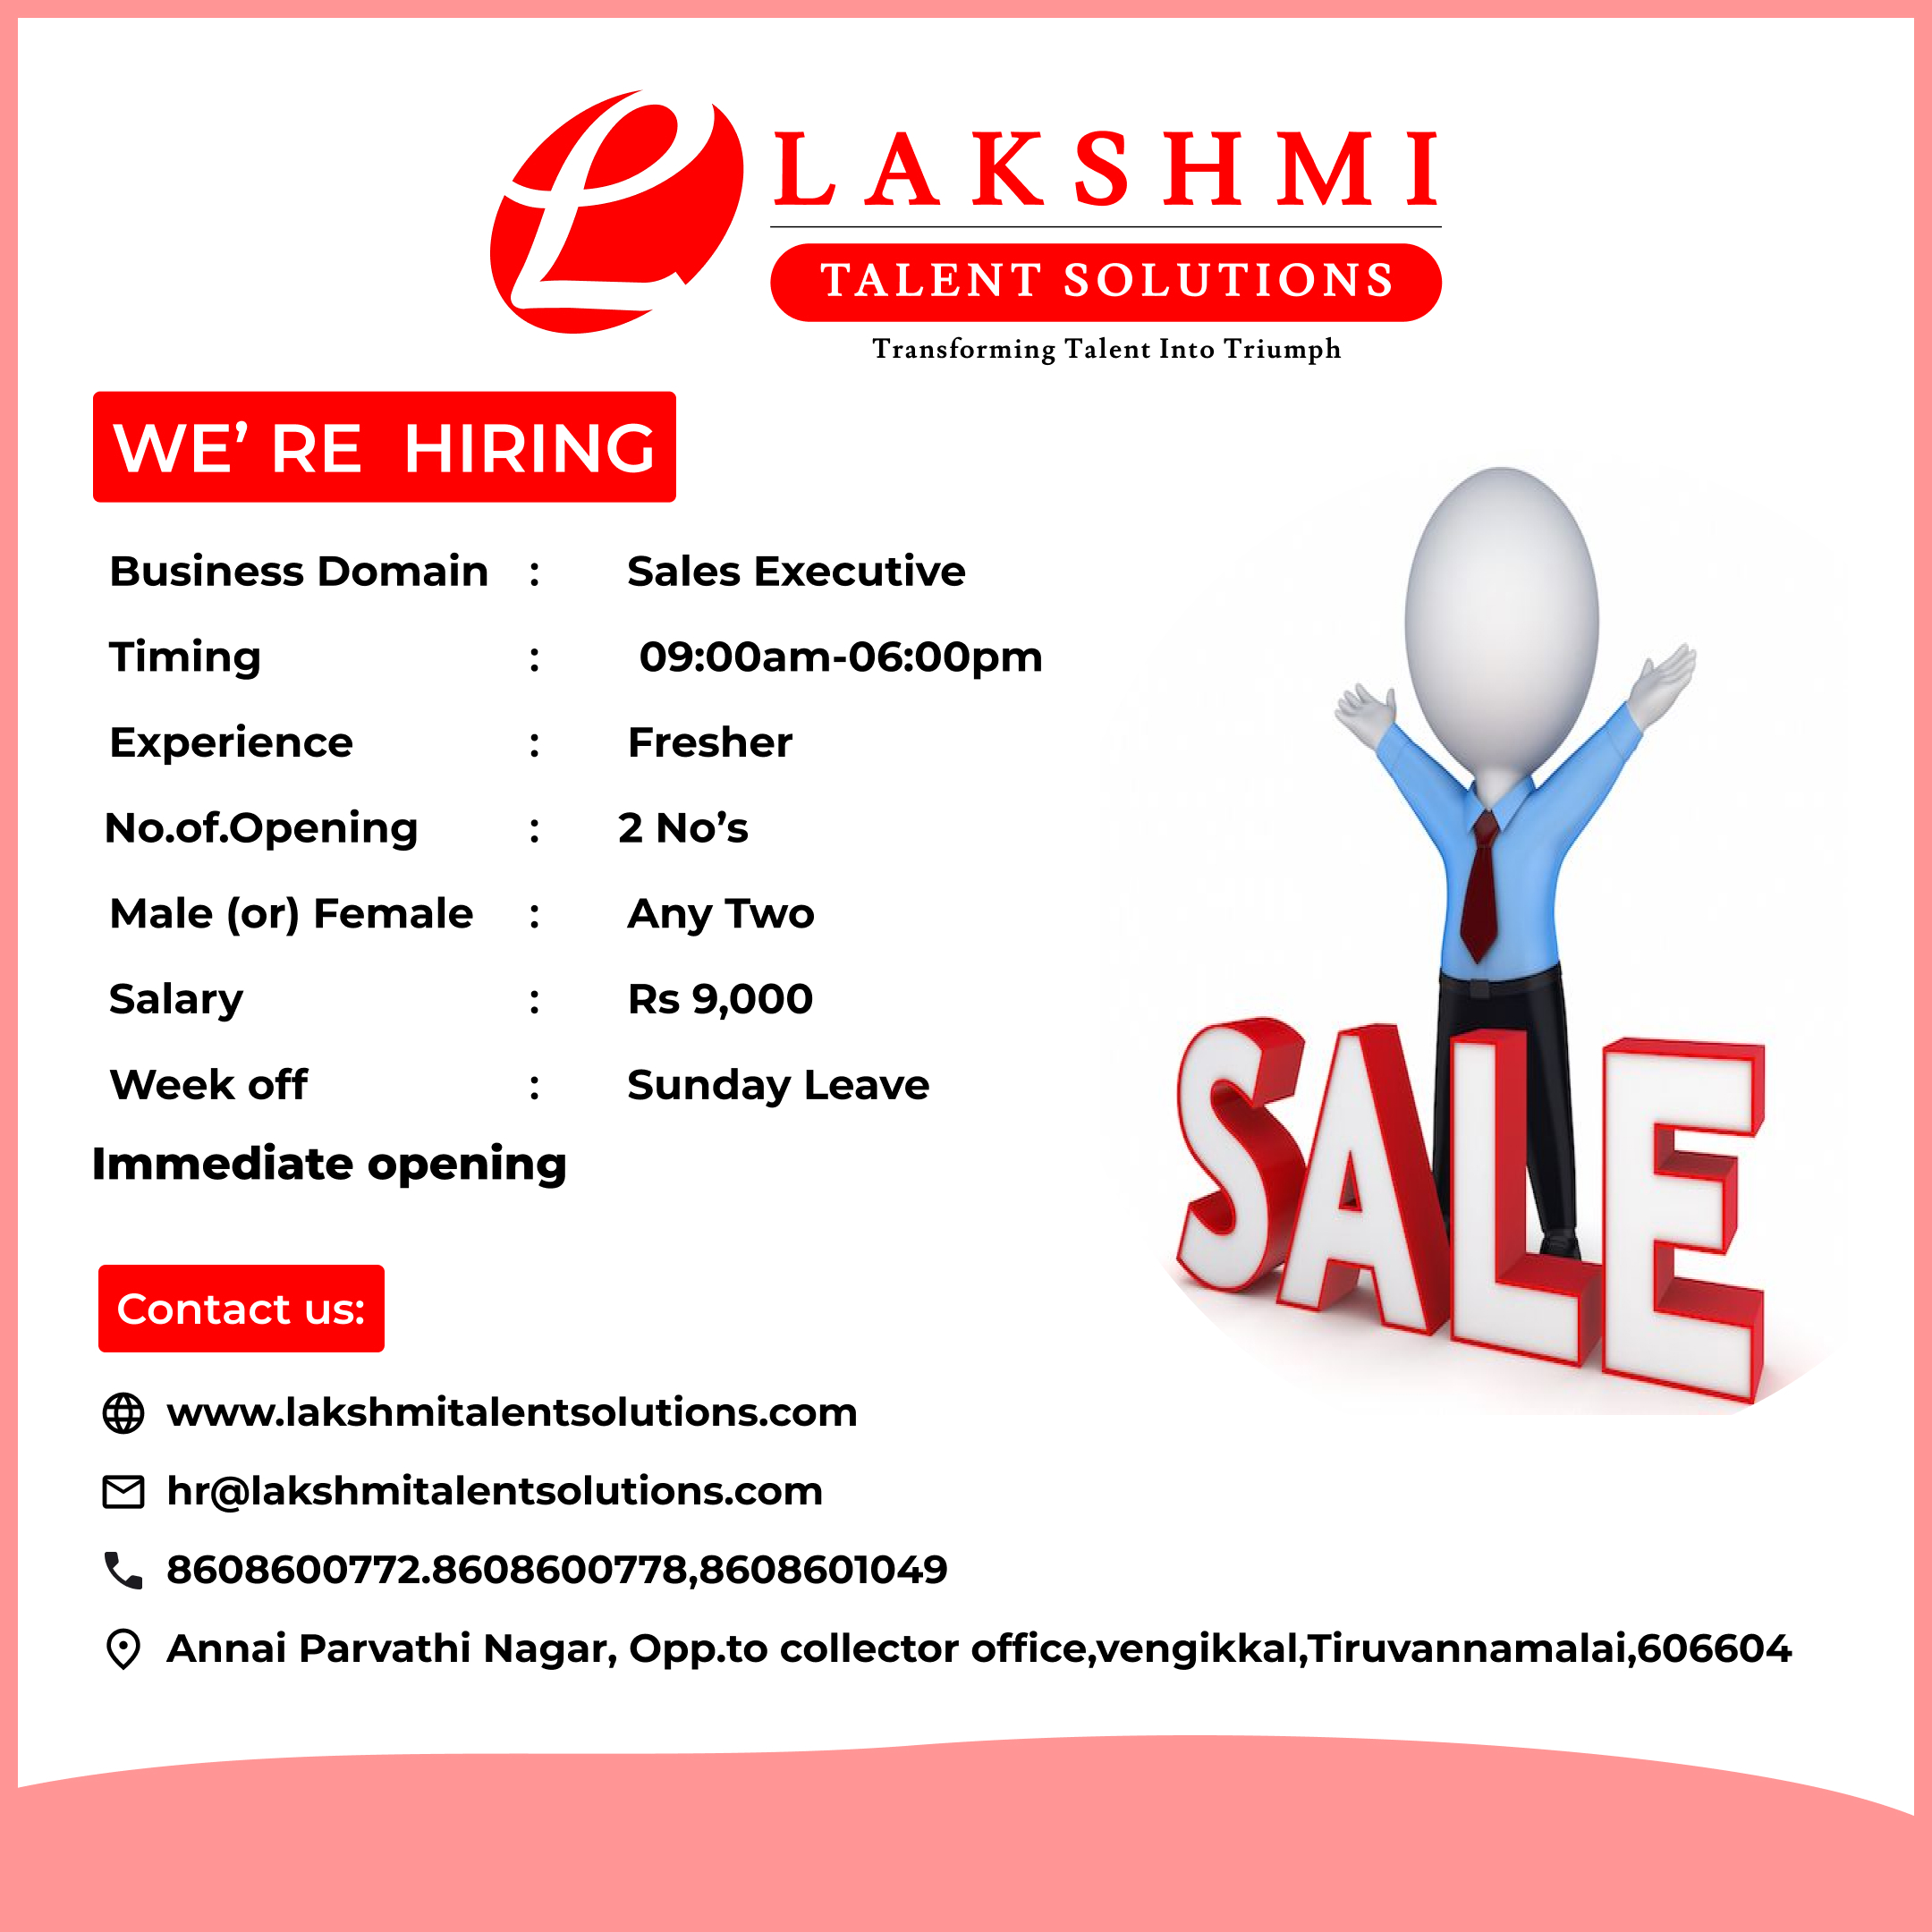 LAKSHMI
TALENT SOLUTIONS
Transforming Talent Into Triumph
WE’ RE HIRING
Business Domain : Sales Executive
Timing : 09:00am-06:00pm
Experience : Fresher
No.of.Opening : 2 No’s
Male (or) Female : Any Two
Salary : Rs 9,000
Week off : Sunday Leave
Immediate opening
SALE
Contact us:
www.lakshmitalentsolutions.com
hr@lakshmitalentsolutions.com
8608600772.8608600778,8608601049
Annai Parvathi Nagar, Opp.to collector office,vengikkal,Tiruvannamalai,606604